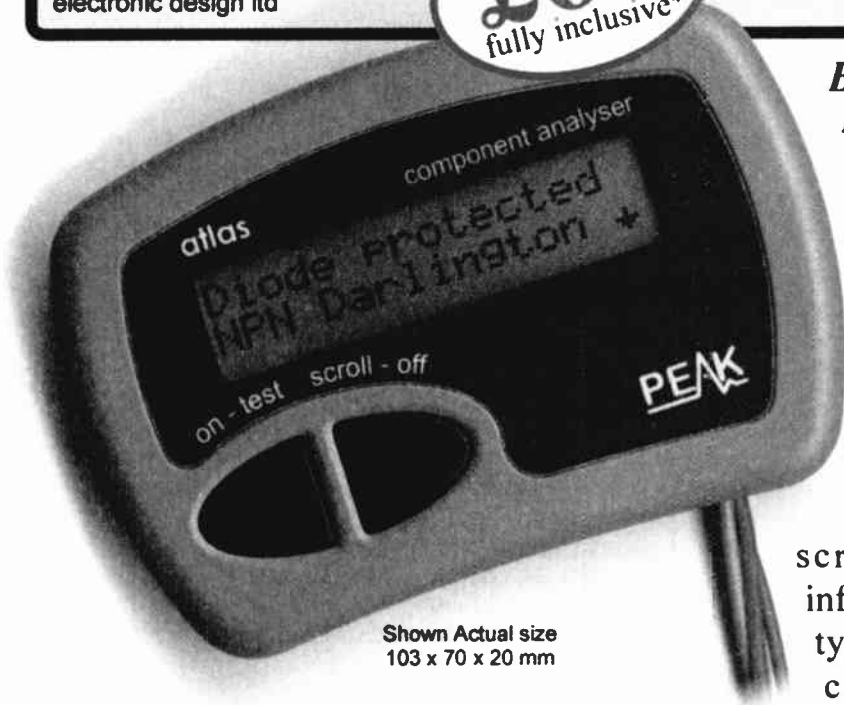 electronic design ltd
fully inclusive*
component analyser
atlas
Diode Protected
NPN Darlington
on - test scroll - off
PEAK
Shown Actual size
103 x 70 x 20 mm